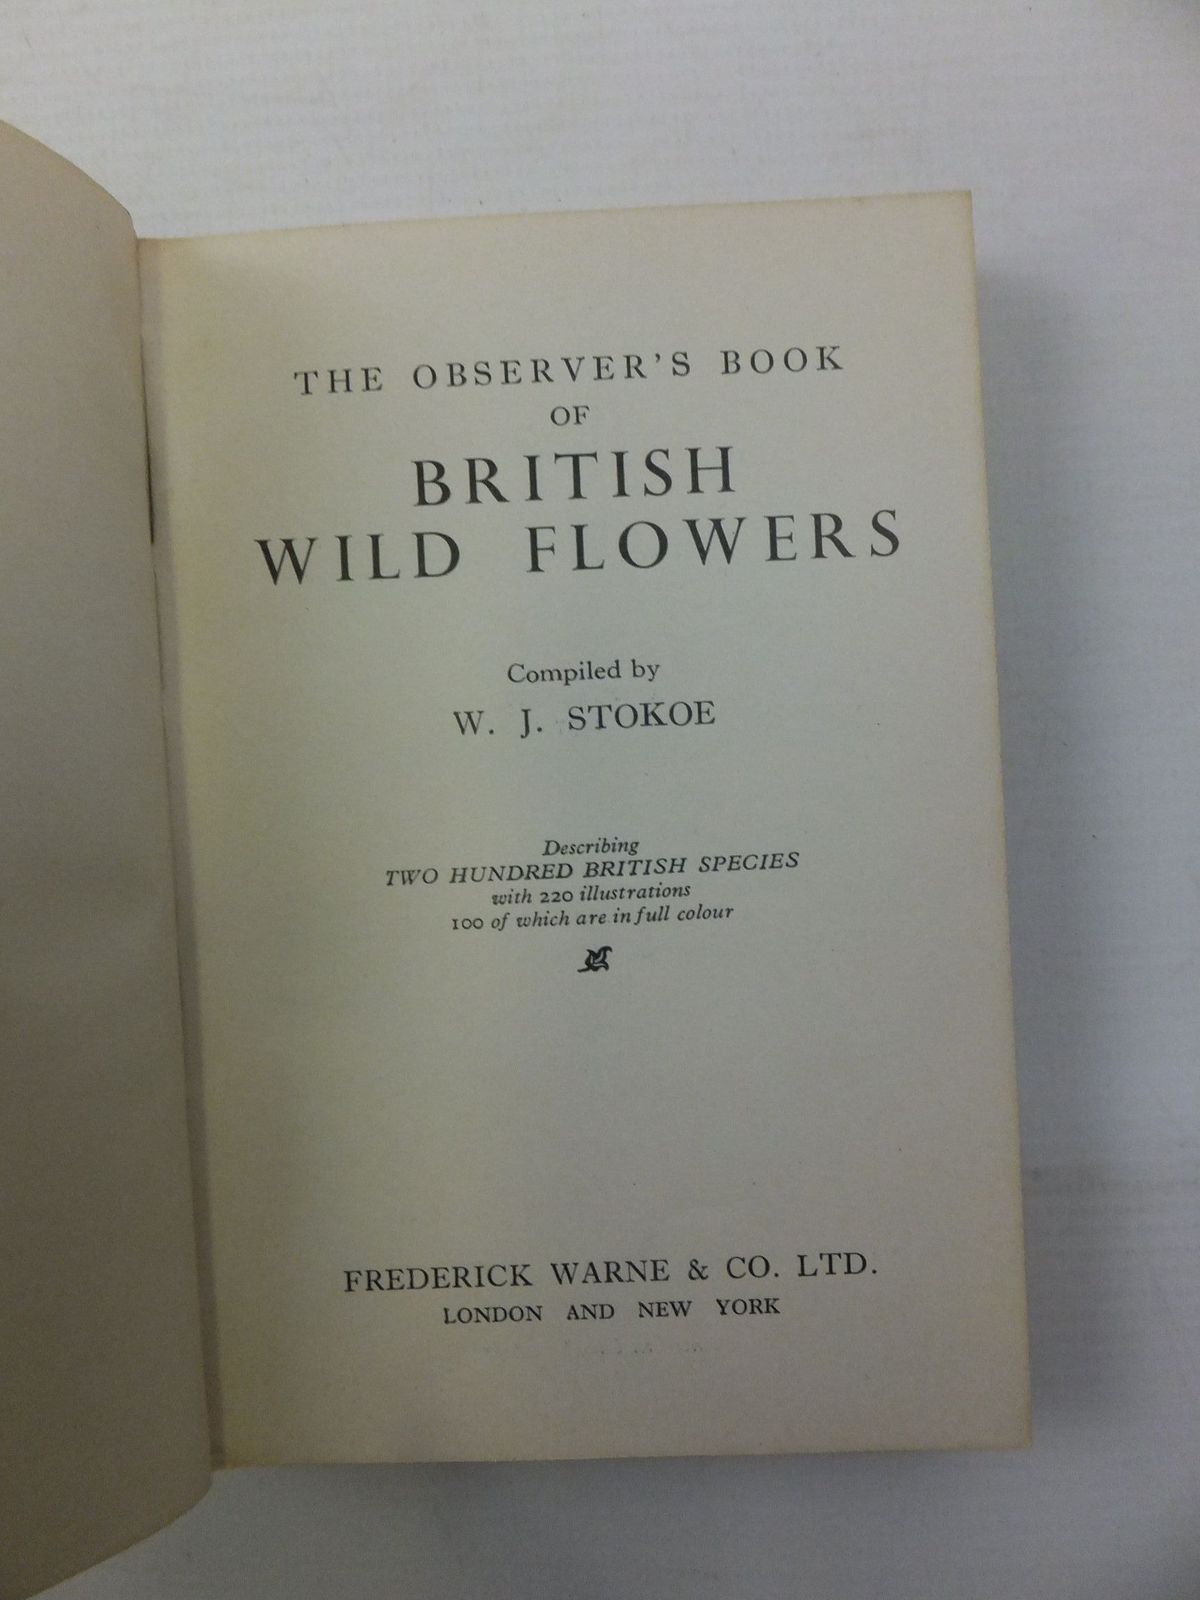 THE OBSERVER'S BOOK
OF
BRITISH
WILD FLOWERS
Compiled by
W. J. STOKOE
Describing
TWO HUNDRED BRITISH SPECIES
with 220 illustrations
100 of which are in full colour
FREDERICK WARNE & CO. LTD.
LONDON AND NEW YORK